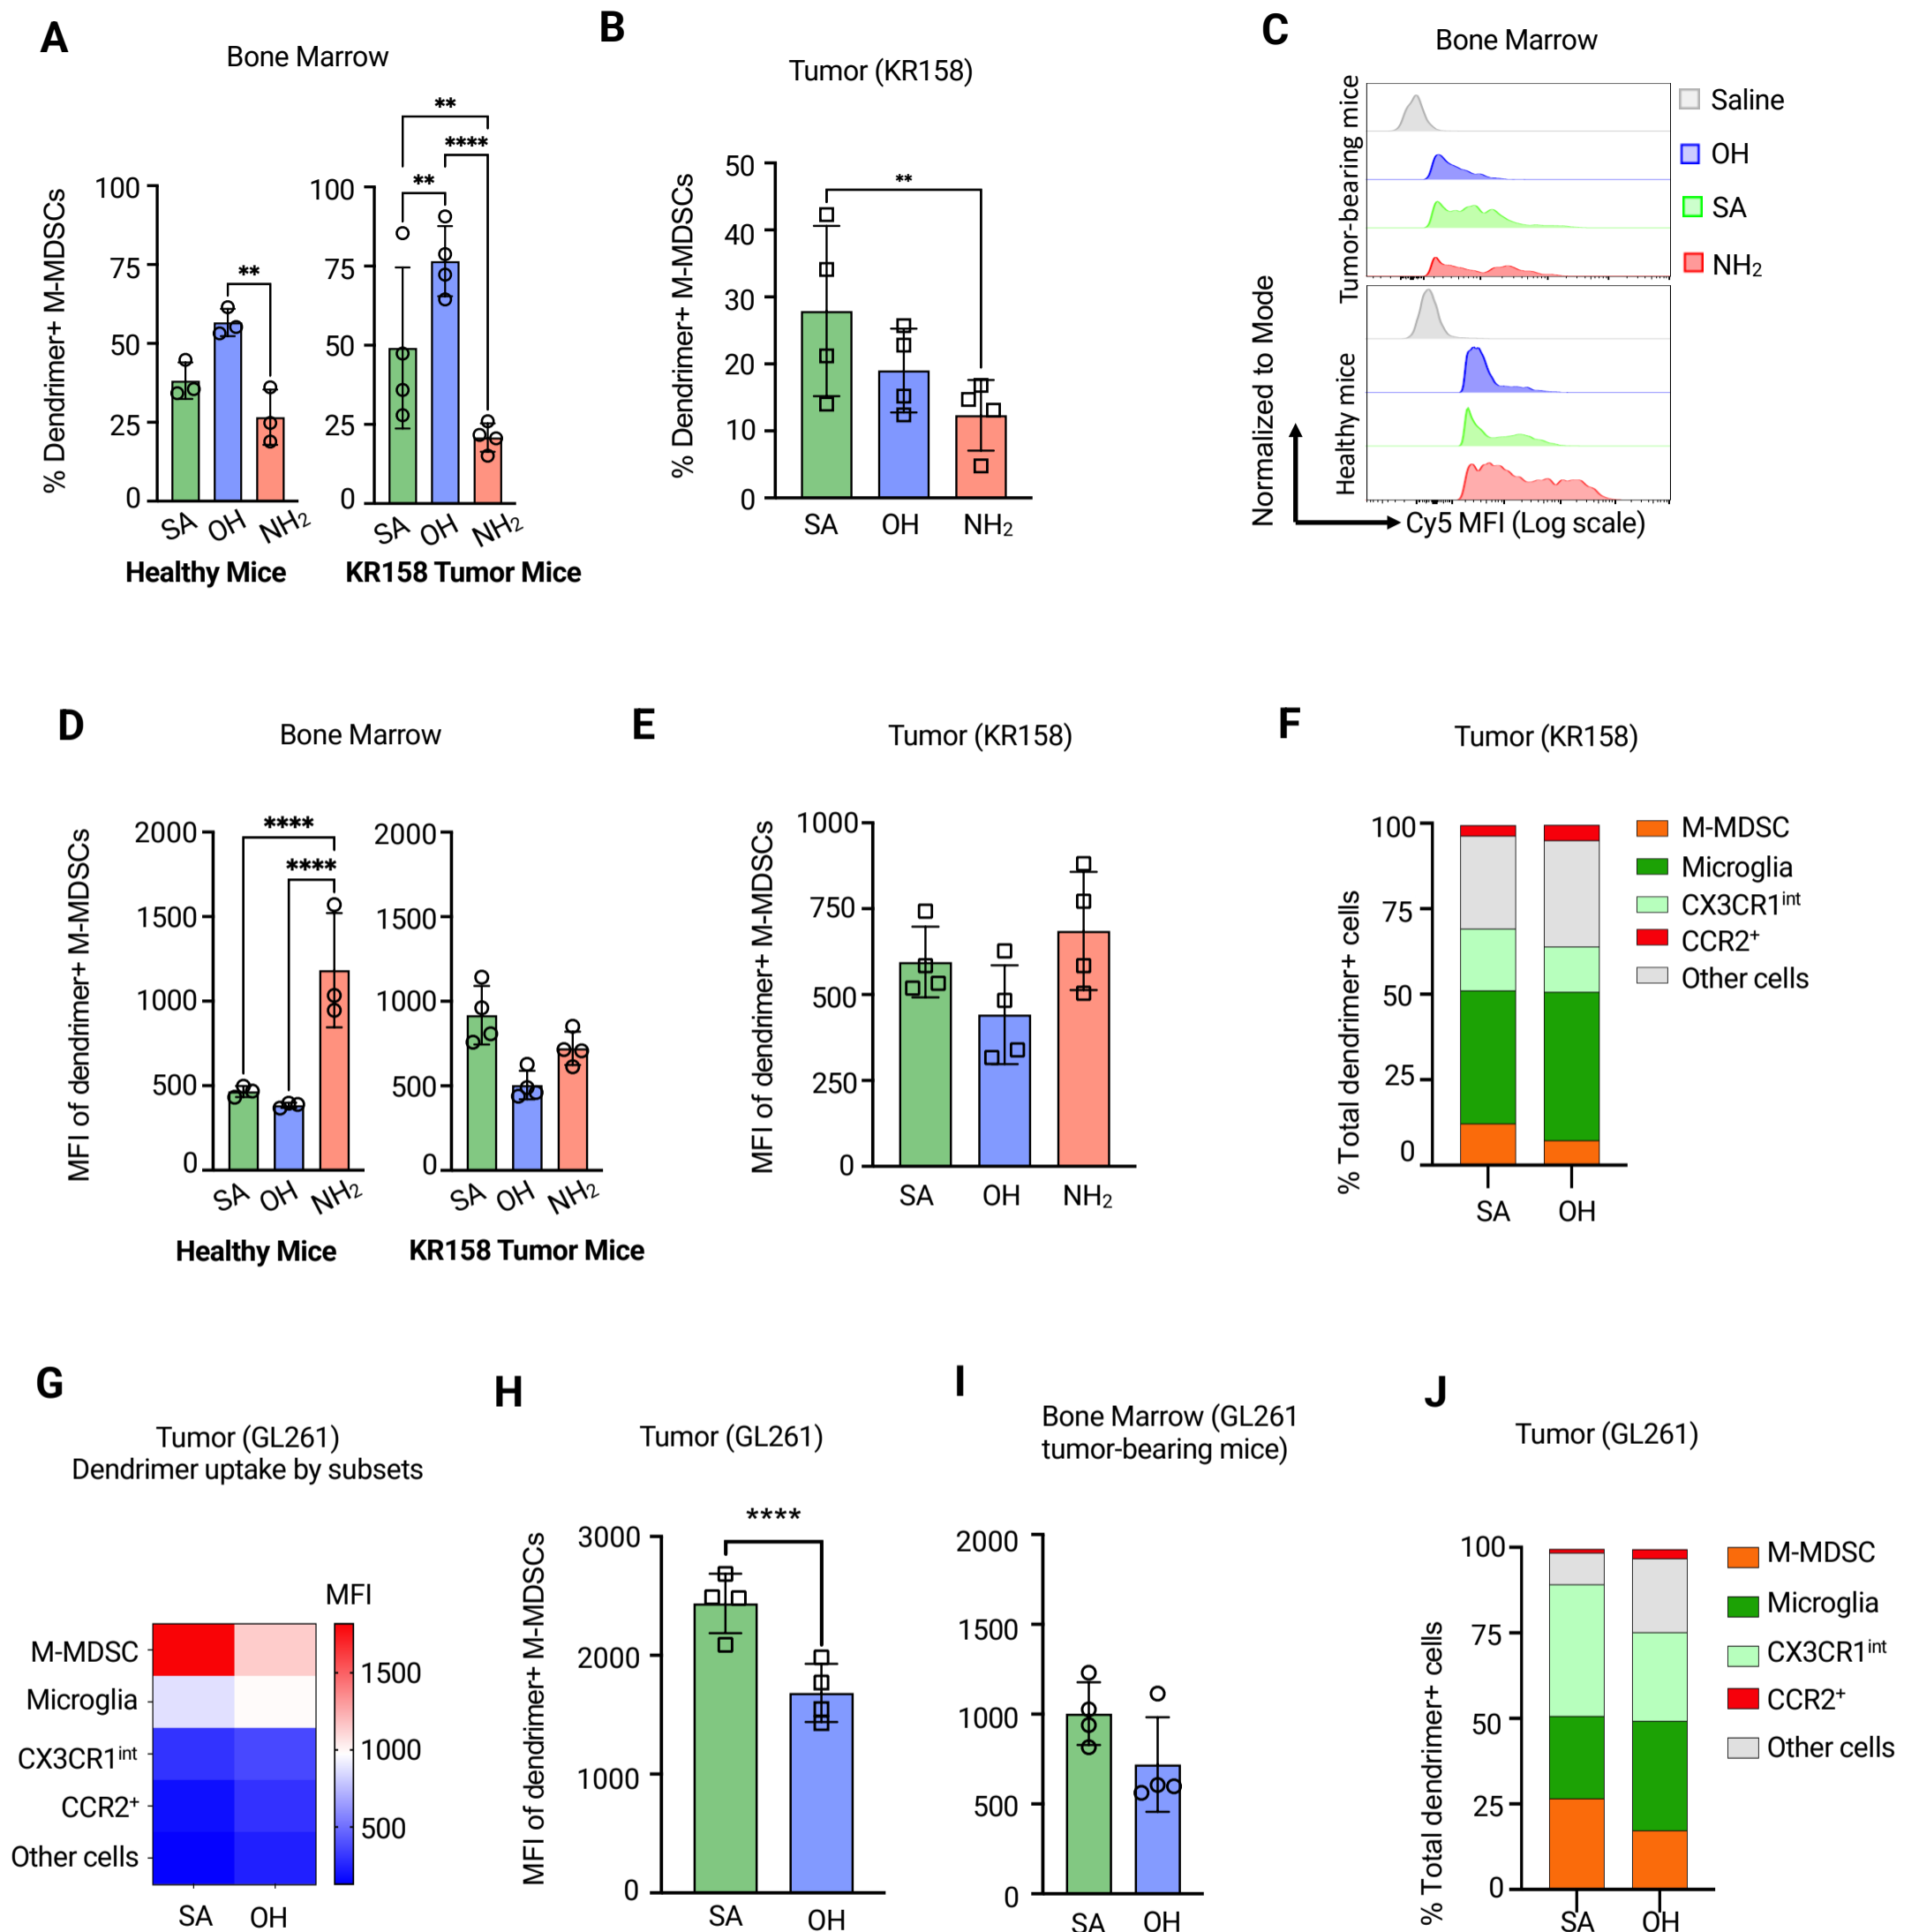 A
Bone Marrow
% Dendrimer+ M-MDSCs
100
75
50
25
0
**
SA
OH
NH₂
Healthy Mice
100
75
50
25
0
**
****
**
SA
OH
NH₂
KR158 Tumor Mice
B
Tumor (KR158)
% Dendrimer+ M-MDSCs
50
40
30
20
10
0
**
SA
OH
NH₂
C
Bone Marrow
Tumor-bearing mice
Healthy mice
Normalized to Mode
Cy5 MFI (Log scale)
Saline
OH
SA
NH₂
D
Bone Marrow
MFI of dendrimer+ M-MDSCs
2000
1500
1000
500
0
****
****
SA
OH
NH₂
Healthy Mice
2000
1500
1000
500
0
SA
OH
NH₂
KR158 Tumor Mice
E
Tumor (KR158)
MFI of dendrimer+ M-MDSCs
1000
750
500
250
0
SA
OH
NH₂
F
Tumor (KR158)
% Total dendrimer+ cells
100
75
50
25
0
SA
OH
M-MDSC
Microglia
CX3CR1ⁱⁿᵗ
CCR2⁺
Other cells
G
Tumor (GL261)
Dendrimer uptake by subsets
M-MDSC
Microglia
CX3CR1ⁱⁿᵗ
CCR2⁺
Other cells
SA
OH
MFI
1500
1000
500
H
Tumor (GL261)
MFI of dendrimer+ M-MDSCs
3000
2000
1000
0
****
SA
OH
I
Bone Marrow (GL261
tumor-bearing mice)
2000
1500
1000
500
0
SA
OH
J
Tumor (GL261)
% Total dendrimer+ cells
100
75
50
25
0
SA
OH
M-MDSC
Microglia
CX3CR1ⁱⁿᵗ
CCR2⁺
Other cells